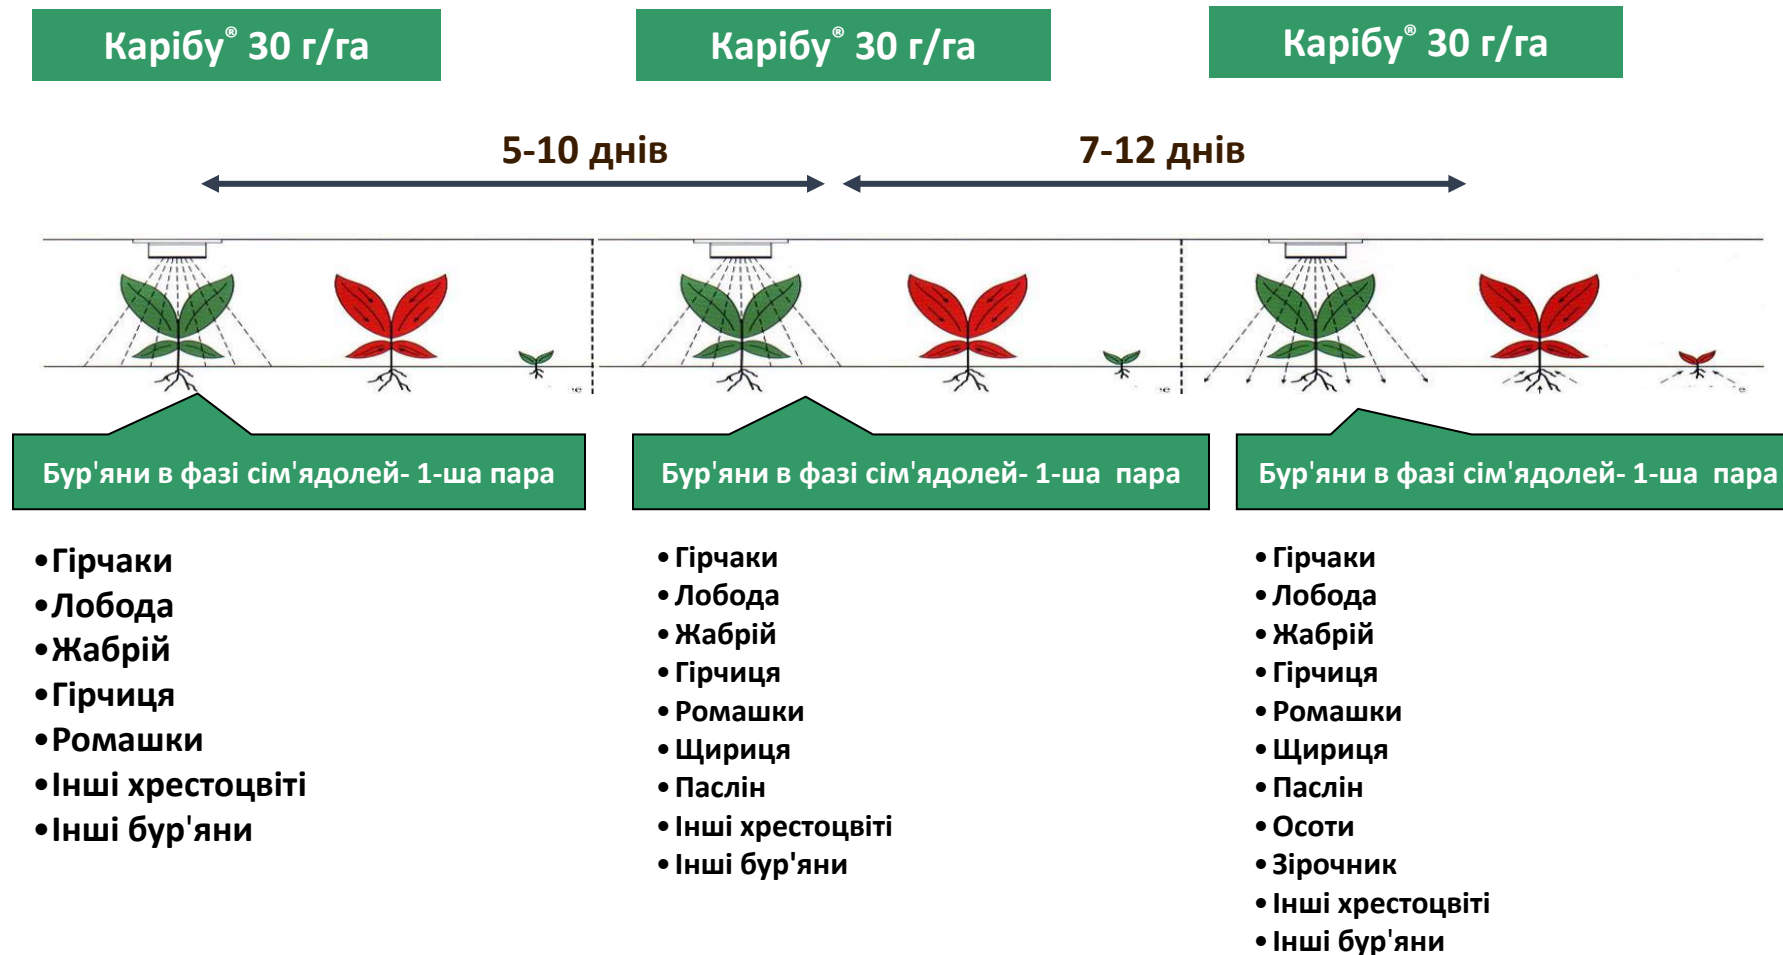 Карібу® 30 г/га
Карібу® 30 г/га
Карібу® 30 г/га
5-10 днів
7-12 днів
Бур'яни в фазі сім'ядолей- 1-ша пара
Бур'яни в фазі сім'ядолей- 1-ша пара
Бур'яни в фазі сім'ядолей- 1-ша пара
•Гірчаки
•Лобода
•Жабрій
•Гірчиця
•Ромашки
•Інші хрестоцвіті
•Інші бур'яни
•Гірчаки
•Лобода
•Жабрій
•Гірчиця
•Ромашки
•Щириця
•Паслін
•Інші хрестоцвіті
•Інші бур'яни
•Гірчаки
•Лобода
•Жабрій
•Гірчиця
•Ромашки
•Щириця
•Паслін
•Осоти
•Зірочник
•Інші хрестоцвіті
•Інші бур'яни